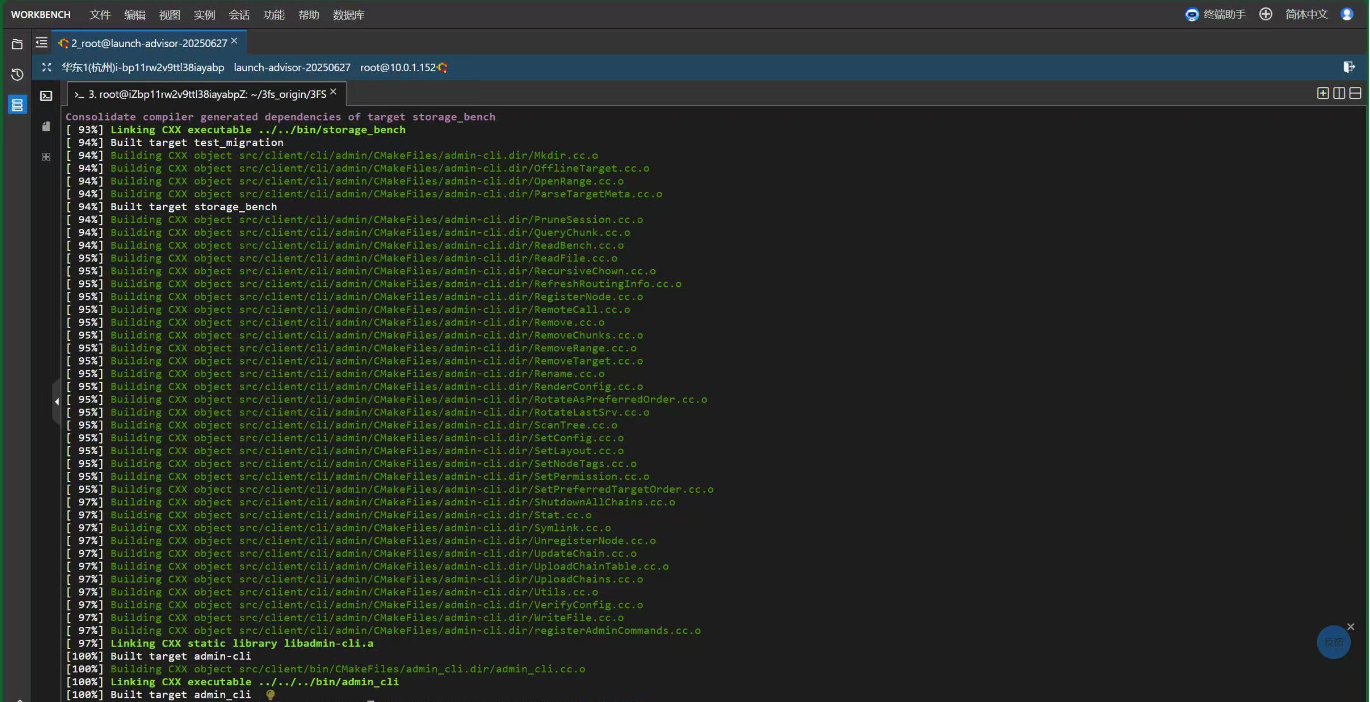 WORKBENCH 文件 编辑 视图 实例 会话 功能 帮助 数据库 终端助手 简体中文
2_root@launch-advisor-20250627
华东1(杭州)i-bp11rw2v9ttl38iayabp launch-advisor-20250627 root@10.0.1.152
>_ 3. root@iZbp11rw2v9ttl38iayabpZ: ~/3fs_origin/3FS
Consolidate compiler generated dependencies of target storage_bench
[ 93%] Linking CXX executable ../../bin/storage_bench
[ 94%] Built target test_migration
[ 94%] Building CXX object src/client/cli/admin/CMakeFiles/admin-cli.dir/Mkdir.cc.o
[ 94%] Building CXX object src/client/cli/admin/CMakeFiles/admin-cli.dir/OfflineTarget.cc.o
[ 94%] Building CXX object src/client/cli/admin/CMakeFiles/admin-cli.dir/OpenRange.cc.o
[ 94%] Building CXX object src/client/cli/admin/CMakeFiles/admin-cli.dir/ParseTargetMeta.cc.o
[ 94%] Built target storage_bench
[ 94%] Building CXX object src/client/cli/admin/CMakeFiles/admin-cli.dir/PruneSession.cc.o
[ 94%] Building CXX object src/client/cli/admin/CMakeFiles/admin-cli.dir/QueryChunk.cc.o
[ 94%] Building CXX object src/client/cli/admin/CMakeFiles/admin-cli.dir/ReadBench.cc.o
[ 95%] Building CXX object src/client/cli/admin/CMakeFiles/admin-cli.dir/ReadFile.cc.o
[ 95%] Building CXX object src/client/cli/admin/CMakeFiles/admin-cli.dir/RecursiveChown.cc.o
[ 95%] Building CXX object src/client/cli/admin/CMakeFiles/admin-cli.dir/RefreshRoutingInfo.cc.o
[ 95%] Building CXX object src/client/cli/admin/CMakeFiles/admin-cli.dir/RegisterNode.cc.o
[ 95%] Building CXX object src/client/cli/admin/CMakeFiles/admin-cli.dir/RemoteCall.cc.o
[ 95%] Building CXX object src/client/cli/admin/CMakeFiles/admin-cli.dir/Remove.cc.o
[ 95%] Building CXX object src/client/cli/admin/CMakeFiles/admin-cli.dir/RemoveChunks.cc.o
[ 95%] Building CXX object src/client/cli/admin/CMakeFiles/admin-cli.dir/RemoveRange.cc.o
[ 95%] Building CXX object src/client/cli/admin/CMakeFiles/admin-cli.dir/RemoveTarget.cc.o
[ 95%] Building CXX object src/client/cli/admin/CMakeFiles/admin-cli.dir/Rename.cc.o
[ 95%] Building CXX object src/client/cli/admin/CMakeFiles/admin-cli.dir/RenderConfig.cc.o
[ 95%] Building CXX object src/client/cli/admin/CMakeFiles/admin-cli.dir/RotateAsPreferredOrder.cc.o
[ 95%] Building CXX object src/client/cli/admin/CMakeFiles/admin-cli.dir/RotateLastSrv.cc.o
[ 95%] Building CXX object src/client/cli/admin/CMakeFiles/admin-cli.dir/ScanTree.cc.o
[ 95%] Building CXX object src/client/cli/admin/CMakeFiles/admin-cli.dir/SetConfig.cc.o
[ 95%] Building CXX object src/client/cli/admin/CMakeFiles/admin-cli.dir/SetLayout.cc.o
[ 95%] Building CXX object src/client/cli/admin/CMakeFiles/admin-cli.dir/SetNodeTags.cc.o
[ 95%] Building CXX object src/client/cli/admin/CMakeFiles/admin-cli.dir/SetPermission.cc.o
[ 95%] Building CXX object src/client/cli/admin/CMakeFiles/admin-cli.dir/SetPreferredTargetOrder.cc.o
[ 97%] Building CXX object src/client/cli/admin/CMakeFiles/admin-cli.dir/ShutdownAllChains.cc.o
[ 97%] Building CXX object src/client/cli/admin/CMakeFiles/admin-cli.dir/Stat.cc.o
[ 97%] Building CXX object src/client/cli/admin/CMakeFiles/admin-cli.dir/Symlink.cc.o
[ 97%] Building CXX object src/client/cli/admin/CMakeFiles/admin-cli.dir/UnregisterNode.cc.o
[ 97%] Building CXX object src/client/cli/admin/CMakeFiles/admin-cli.dir/UpdateChain.cc.o
[ 97%] Building CXX object src/client/cli/admin/CMakeFiles/admin-cli.dir/UploadChainTable.cc.o
[ 97%] Building CXX object src/client/cli/admin/CMakeFiles/admin-cli.dir/UploadChains.cc.o
[ 97%] Building CXX object src/client/cli/admin/CMakeFiles/admin-cli.dir/Utils.cc.o
[ 97%] Building CXX object src/client/cli/admin/CMakeFiles/admin-cli.dir/VerifyConfig.cc.o
[ 97%] Building CXX object src/client/cli/admin/CMakeFiles/admin-cli.dir/WriteFile.cc.o
[ 97%] Building CXX object src/client/cli/admin/CMakeFiles/admin-cli.dir/registerAdminCommands.cc.o
[ 97%] Linking CXX static library libadmin-cli.a
[100%] Built target admin-cli
[100%] Building CXX object src/client/bin/CMakeFiles/admin_cli.dir/admin_cli.cc.o
[100%] Linking CXX executable ../../../bin/admin_cli
[100%] Built target admin_cli